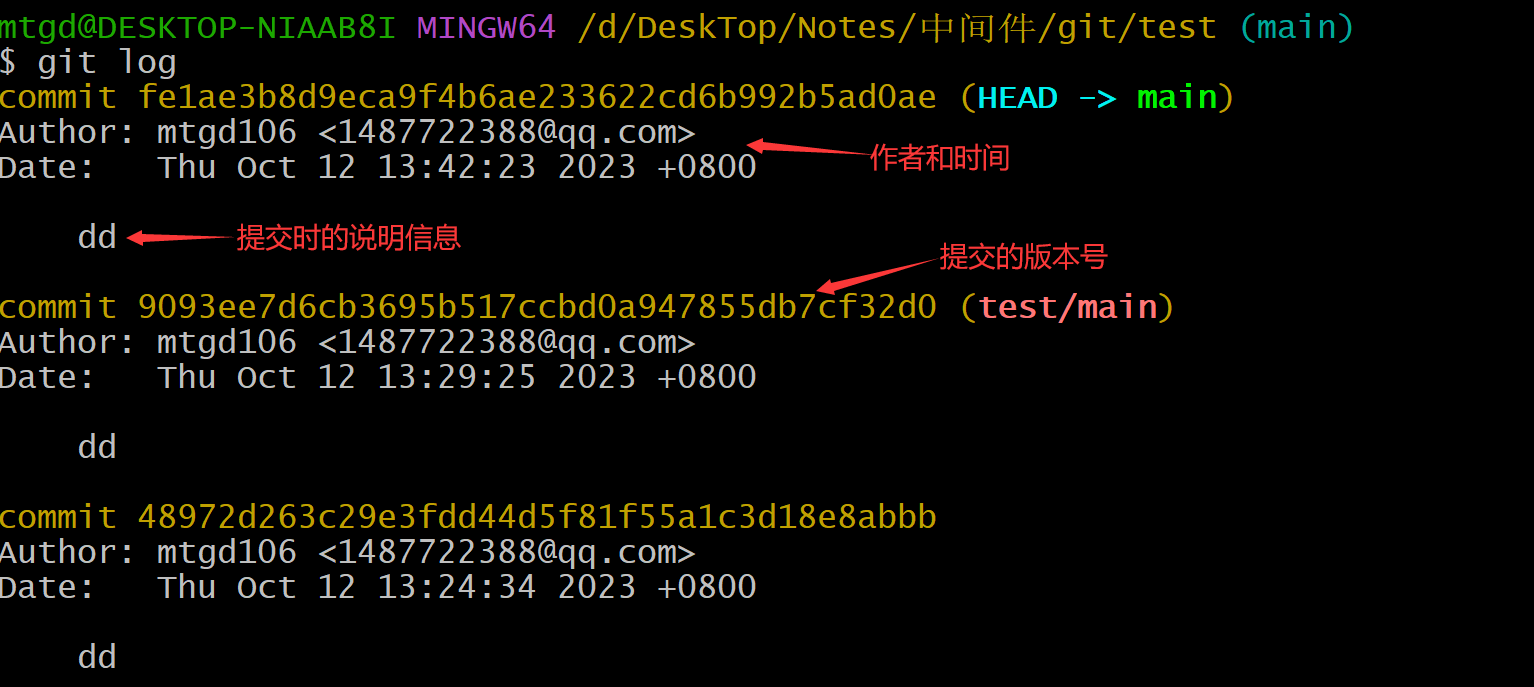 mtgd@DESKTOP-NIAAB8I MINGW64 /d/DeskTop/Notes/中间件/git/test (main)
$ git log
commit fe1ae3b8d9eca9f4b6ae233622cd6b992b5ad0ae (HEAD -> main)
Author: mtgd106 <1487722388@qq.com>
作者和时间
Date:   Thu Oct 12 13:42:23 2023 +0800
dd
提交时的说明信息
提交的版本号
commit 9093ee7d6cb3695b517ccbd0a947855db7cf32d0 (test/main)
Author: mtgd106 <1487722388@qq.com>
Date:   Thu Oct 12 13:29:25 2023 +0800
dd
commit 48972d263c29e3fdd44d5f81f55a1c3d18e8abbb
Author: mtgd106 <1487722388@qq.com>
Date:   Thu Oct 12 13:24:34 2023 +0800
dd